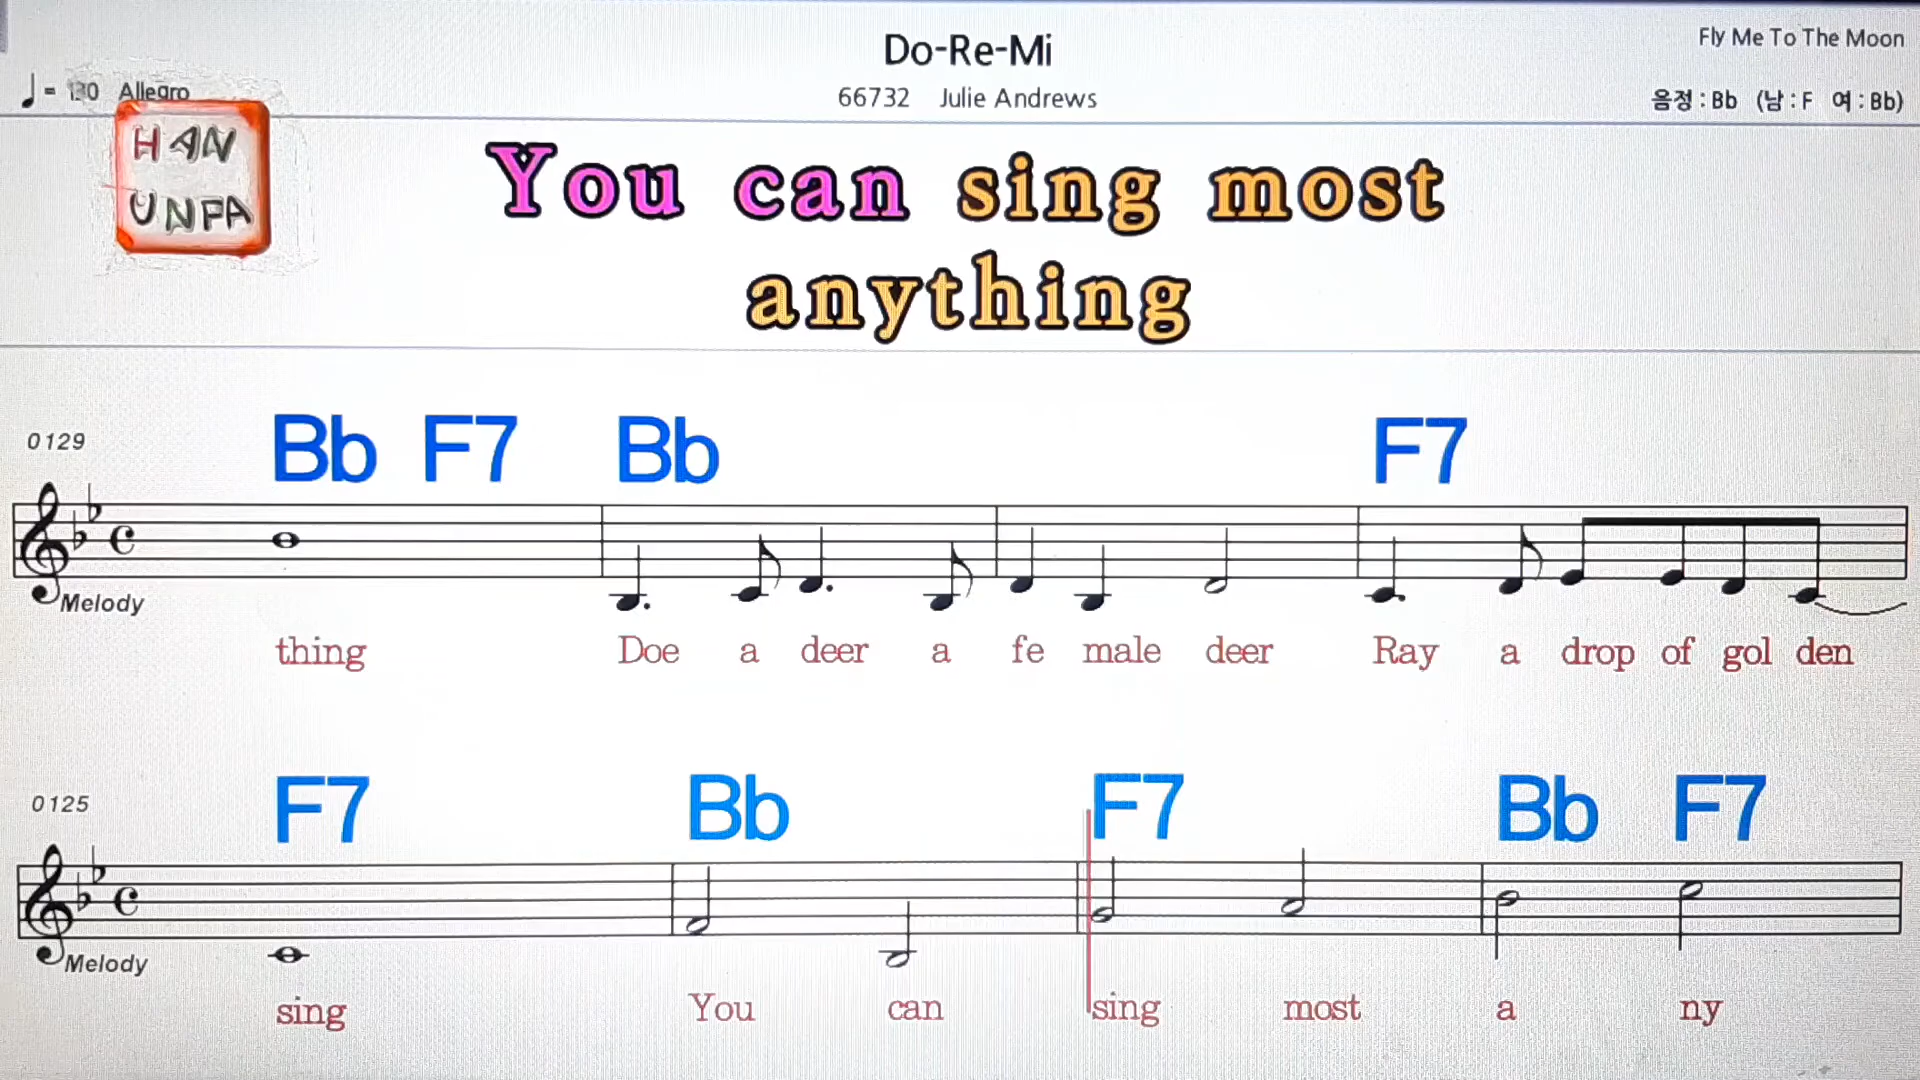 Do-Re-Mi
Fly Me To The Moon
♩ = 130 Allegro
66732 Julie Andrews
음정 : Bb (남 : F 여 : Bb)
HAN
UNPA
You can sing most
anything
0129
Bb F7 Bb F7
Melody
thing Doe a deer a fe male deer Ray a drop of gol den
0125
F7 Bb F7 Bb F7
Melody
sing You can sing most a ny